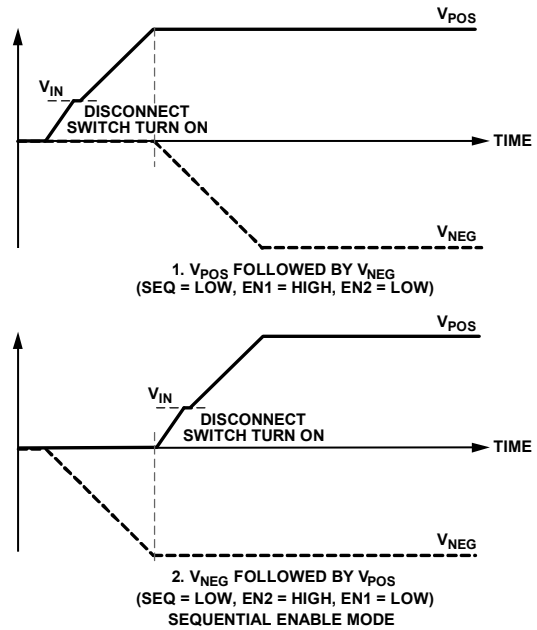 VPOS
VIN
DISCONNECT
SWITCH TURN ON
TIME
VNEG
1. VPOS FOLLOWED BY VNEG
(SEQ = LOW, EN1 = HIGH, EN2 = LOW)
VPOS
VIN
DISCONNECT
SWITCH TURN ON
TIME
VNEG
2. VNEG FOLLOWED BY VPOS
(SEQ = LOW, EN2 = HIGH, EN1 = LOW)
SEQUENTIAL ENABLE MODE